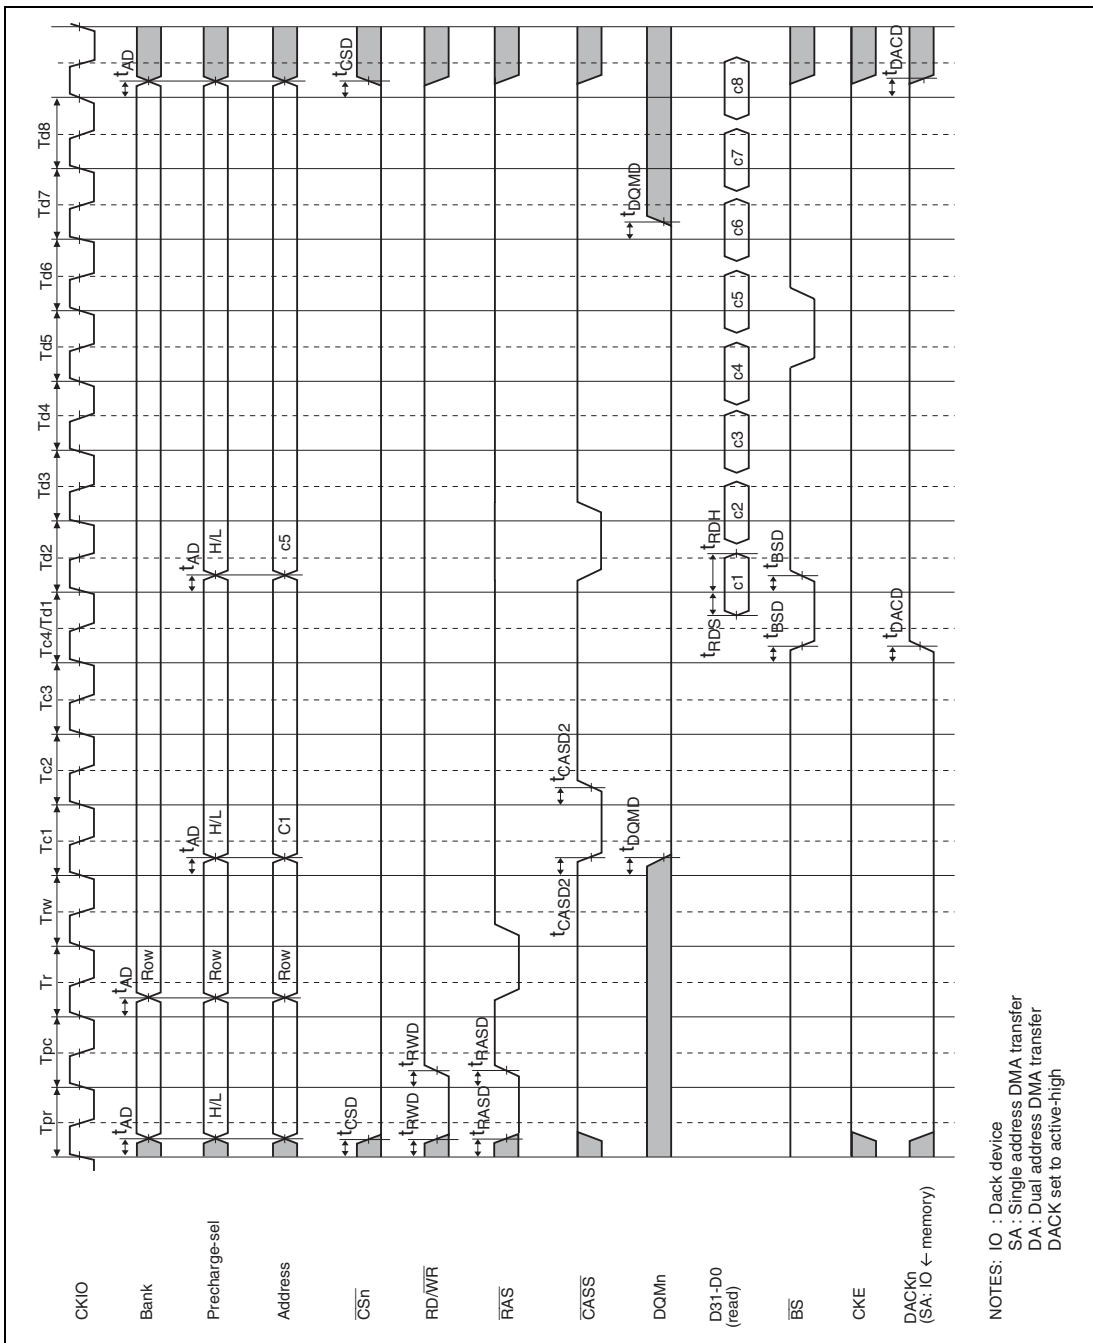 Tpr Tpc Tr Trw Tc1 Tc2 Tc3 Tc4/Td1 Td2 Td3 Td4 Td5 Td6 Td7 Td8
CKIO
tAD tAD tAD
Bank Row
tAD tAD
Precharge-sel H/L Row H/L H/L
Address Row C1 c5
tCSD tCSD
CSn
tRWD tRWD
RD/WR
tRASD tRASD
RAS
tCASD2 tCASD2
CASS
tDQMD tDQMD
DQMn
tRDS tRDH
D31-D0
(read)
c1 c2 c3 c4 c5 c6 c7 c8
tBSD tBSD
BS
CKE
tDACD tDACD
DACKn
(SA: IO ← memory)
NOTES: IO : Dack device
SA : Single address DMA transfer
DA : Dual address DMA transfer
DACK set to active-high